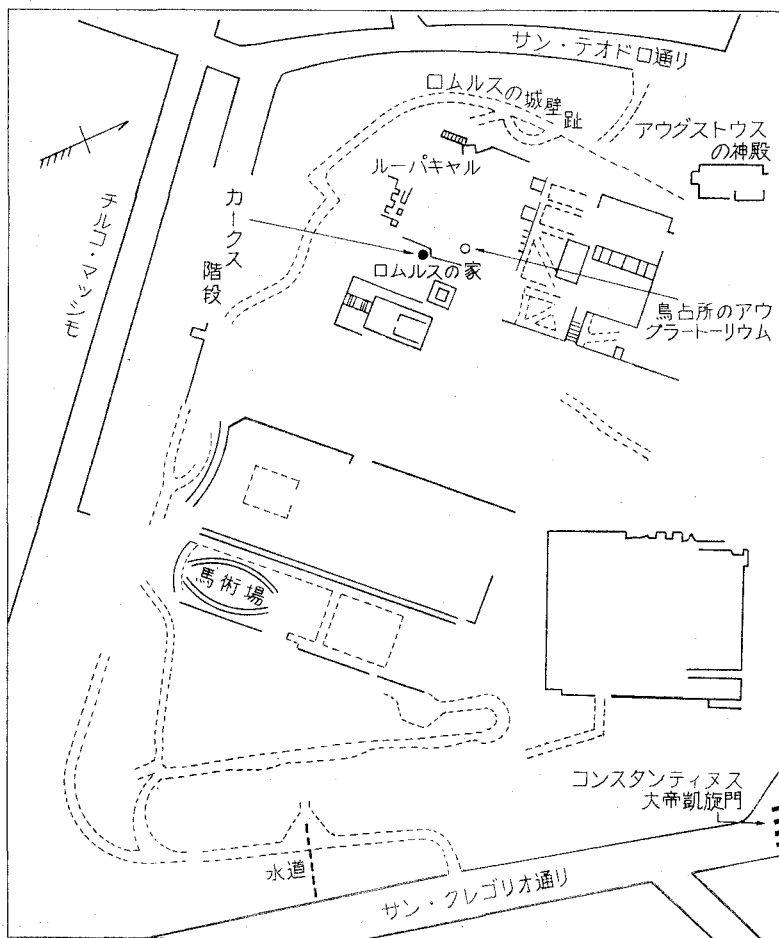 サン・テオドロ通り
ロムルスの城壁趾
アウグストウス
の神殿
ルーパキャル
チルコ・マッシモ
カークス
階段
ロムルスの家
鳥占所のアウ
グラートーリウム
馬術場
コンスタンティヌス
大帝凱旋門
水道
サン・グレゴリオ通り